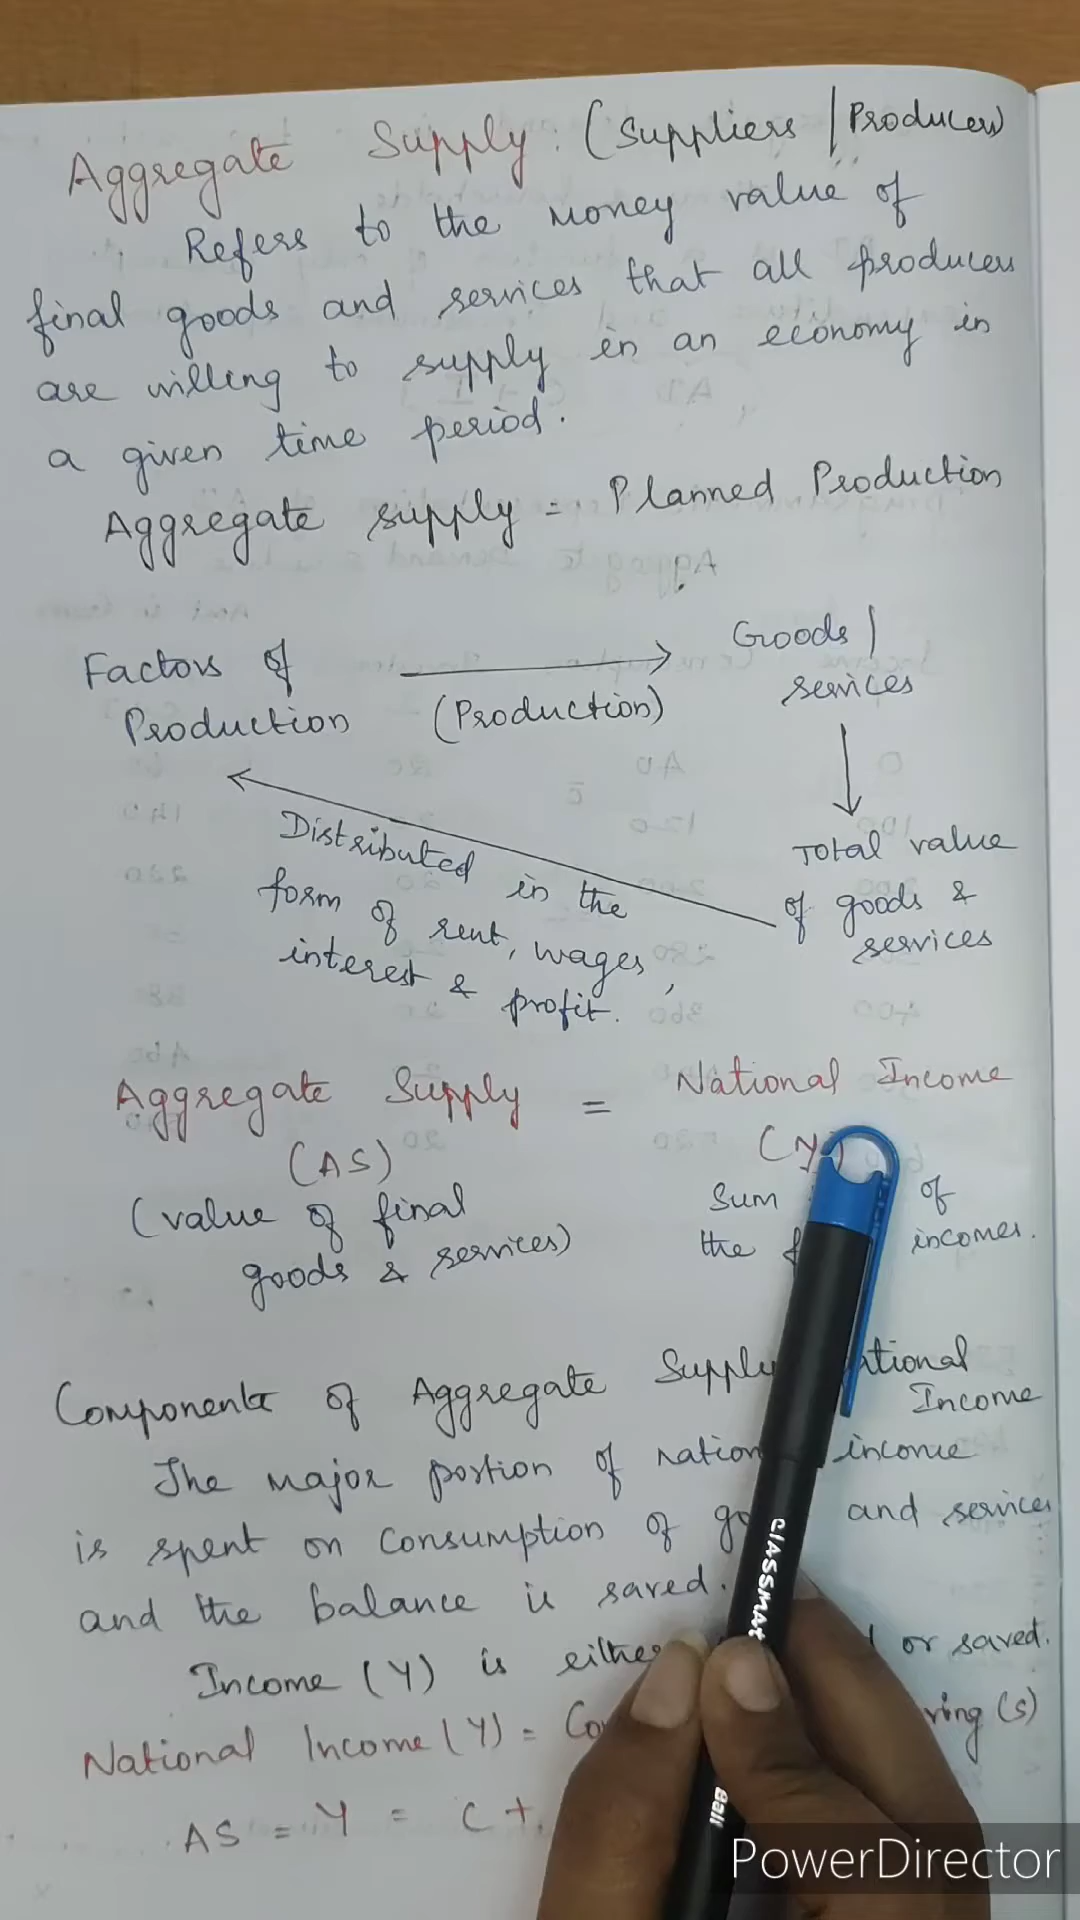 Aggregate Supply: (Suppliers | Producers)
Refers to the money value of
final goods and services that all producers
are willing to supply in an economy in
a given time period.
Aggregate supply = Planned Production
Factors of Production
(Production)
Goods | services
Total value of goods & services
Distributed in the
form of rent, wages,
interest & profit.
Aggregate Supply = National Income
(AS) (Y)
(value of final
goods & services)
Sum of
the incomes.
Components of Aggregate Supply National
Income
The major portion of income
is spent on consumption of and services
and the balance is saved.
Income (Y) is either or saved.
National Income (Y) = (S)
AS = Y = C +
CLASSMATE
Ball
PowerDirector